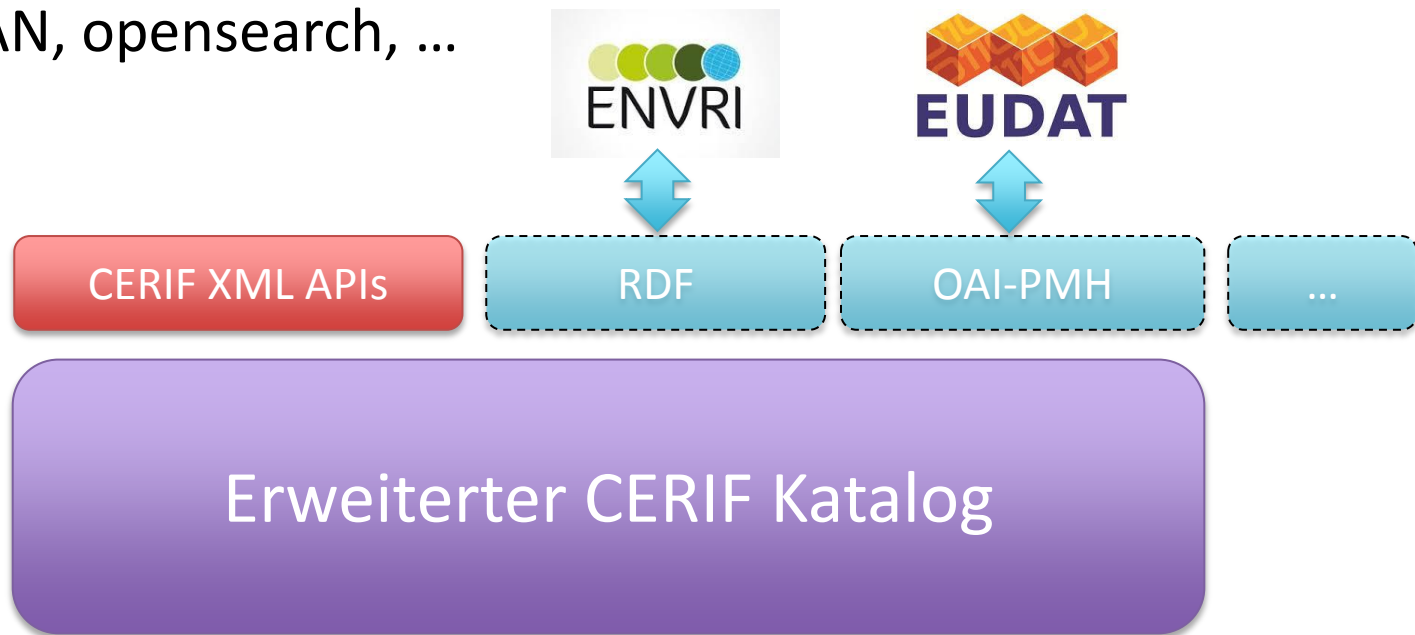 AN, opensearch, ...
ENVRI
EUDAT
CERIF XML APIs
RDF
OAI-PMH
...
Erweiterter CERIF Katalog